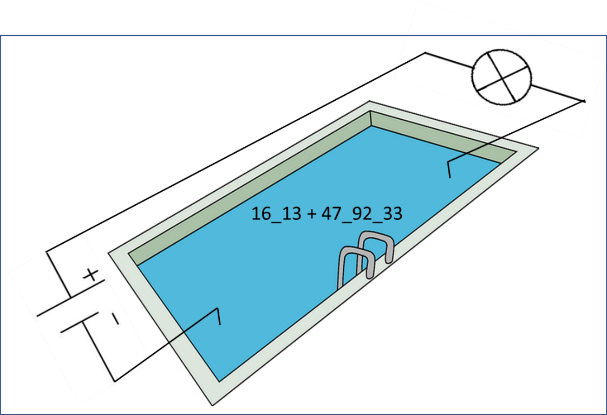 16_13 + 47_92_33
+
-